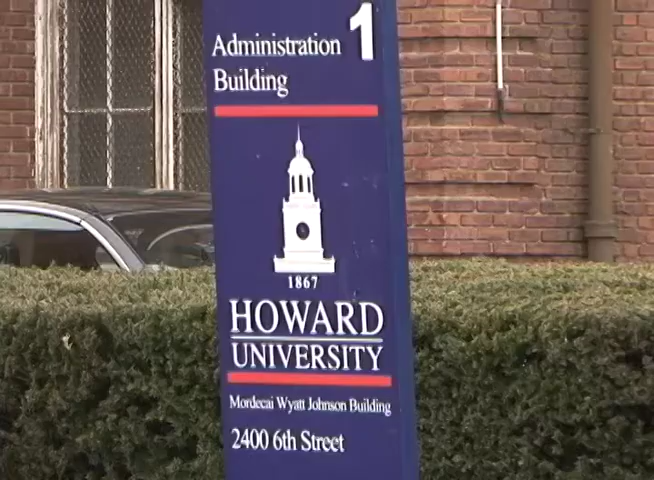 Administration 1
Building
1867
HOWARD
UNIVERSITY
Mordecai Wyatt Johnson Building
2400 6th Street